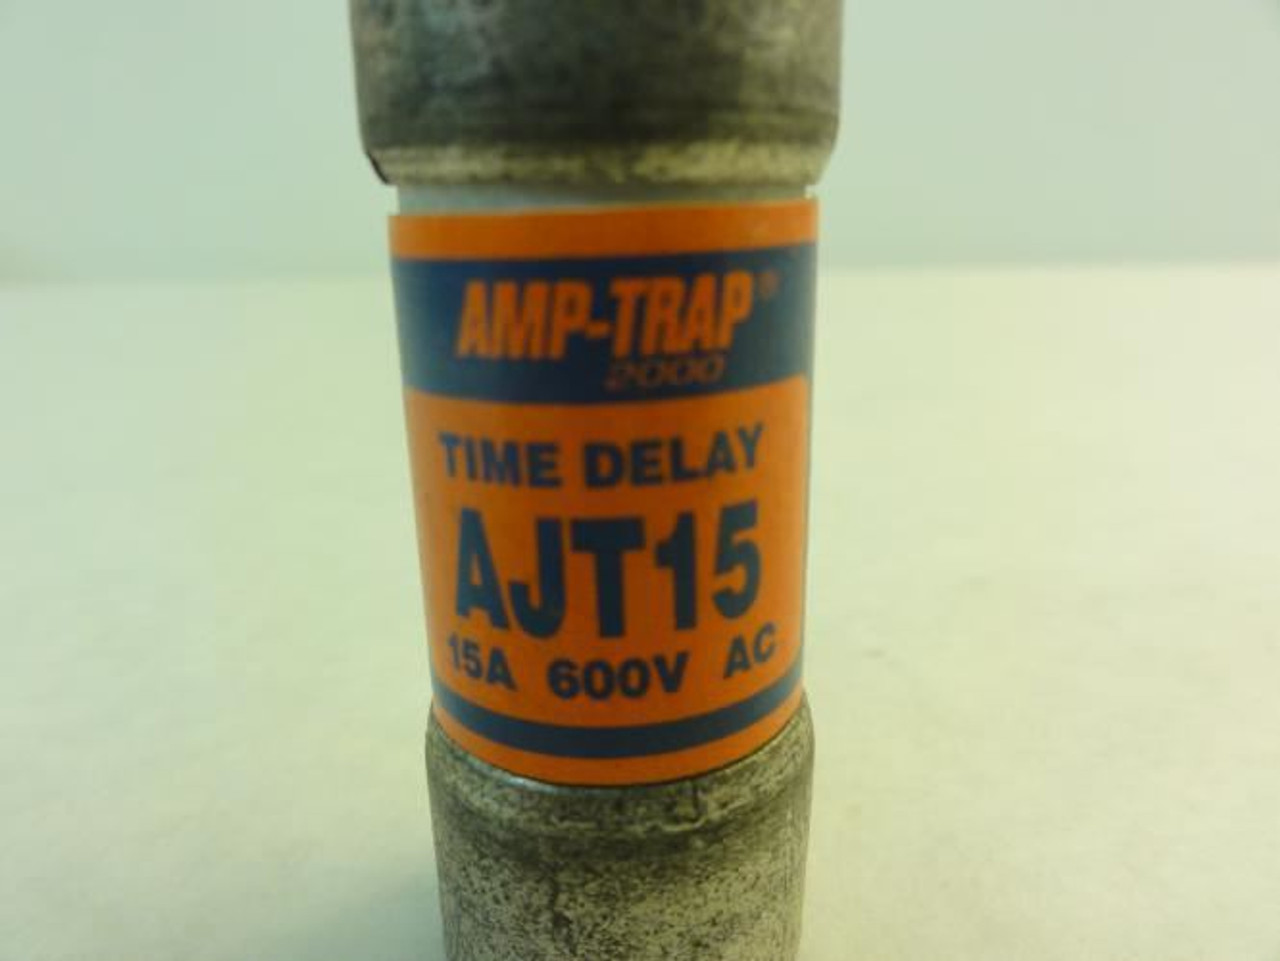 AMP-TRAP®
2000
TIME DELAY
AJT15
15A 600V AC